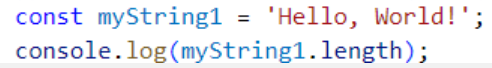 const myString1 = 'Hello, World!';
console.log(myString1.length);